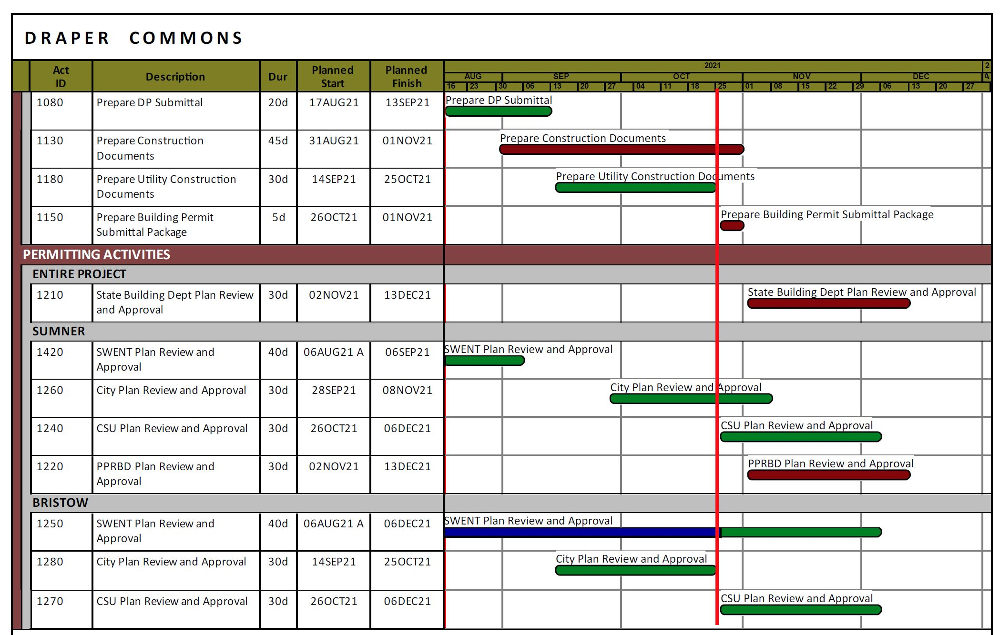 DRAPER COMMONS
Act ID Description Dur Planned Start Planned Finish
2021 2
AUG SEP OCT NOV DEC A
16 23 30 06 13 20 27 04 11 18 25 01 08 15 22 29 06 13 20 27
1080 Prepare DP Submittal 20d 17AUG21 13SEP21 Prepare DP Submittal
1130 Prepare Construction 45d 31AUG21 01NOV21 Prepare Construction Documents
Documents
1180 Prepare Utility Construction 30d 14SEP21 25OCT21 Prepare Utility Construction Documents
Documents
1150 Prepare Building Permit 5d 26OCT21 01NOV21 Prepare Building Permit Submittal Package
Submittal Package
PERMITTING ACTIVITIES
ENTIRE PROJECT
1210 State Building Dept Plan Review 30d 02NOV21 13DEC21 State Building Dept Plan Review and Approval
and Approval
SUMNER
1420 SWENT Plan Review and 40d 06AUG21 A 06SEP21 SWENT Plan Review and Approval
Approval
1260 City Plan Review and Approval 30d 28SEP21 08NOV21 City Plan Review and Approval
1240 CSU Plan Review and Approval 30d 26OCT21 06DEC21 CSU Plan Review and Approval
1220 PPRBD Plan Review and 30d 02NOV21 13DEC21 PPRBD Plan Review and Approval
Approval
BRISTOW
1250 SWENT Plan Review and 40d 06AUG21 A 06DEC21 SWENT Plan Review and Approval
Approval
1280 City Plan Review and Approval 30d 14SEP21 25OCT21 City Plan Review and Approval
1270 CSU Plan Review and Approval 30d 26OCT21 06DEC21 CSU Plan Review and Approval